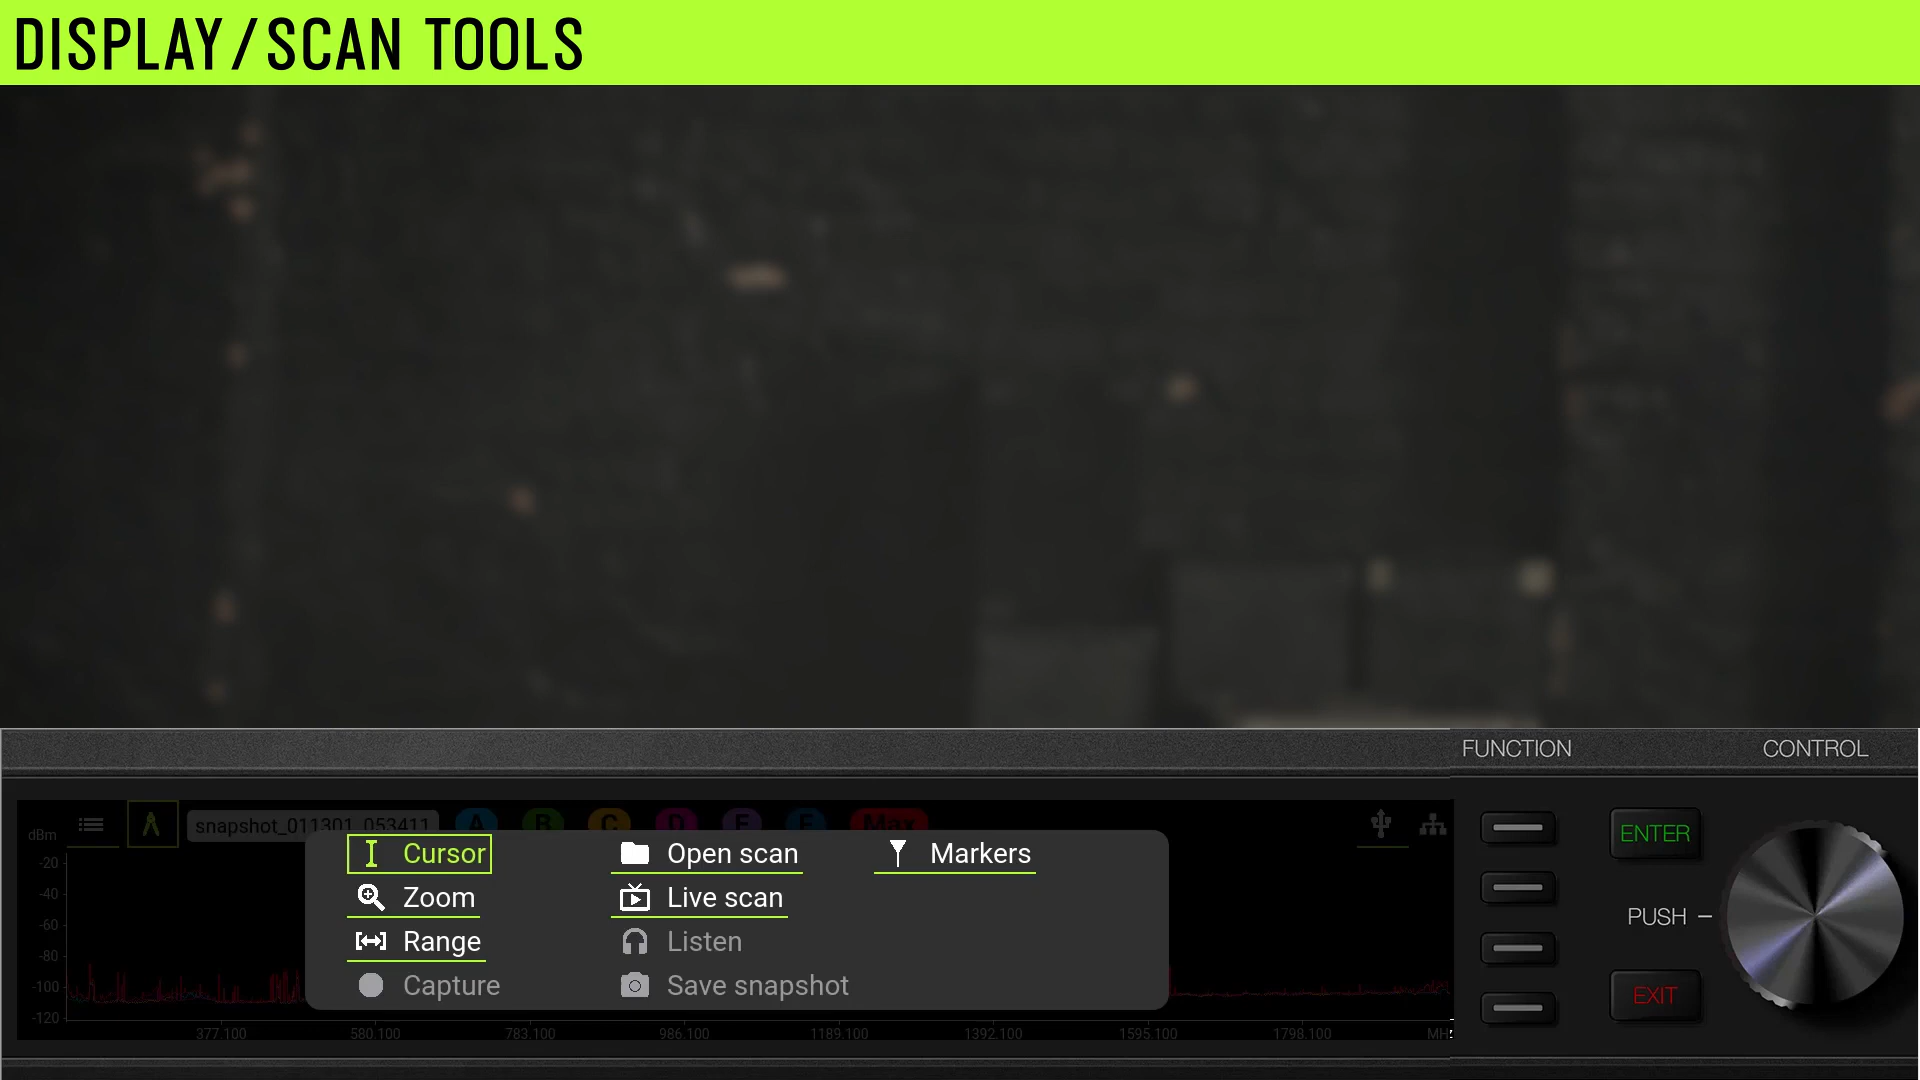 DISPLAY/SCAN TOOLS
FUNCTION
CONTROL
snapshot_011301_053411
A B C D E F Max
dBm
-20
-40
-60
-80
-100
-120
Cursor
Zoom
Range
Capture
Open scan
Live scan
Listen
Save snapshot
Markers
377.100 580.100 783.100 986.100 1189.100 1392.100 1595.100 1798.100
ENTER
PUSH
EXIT